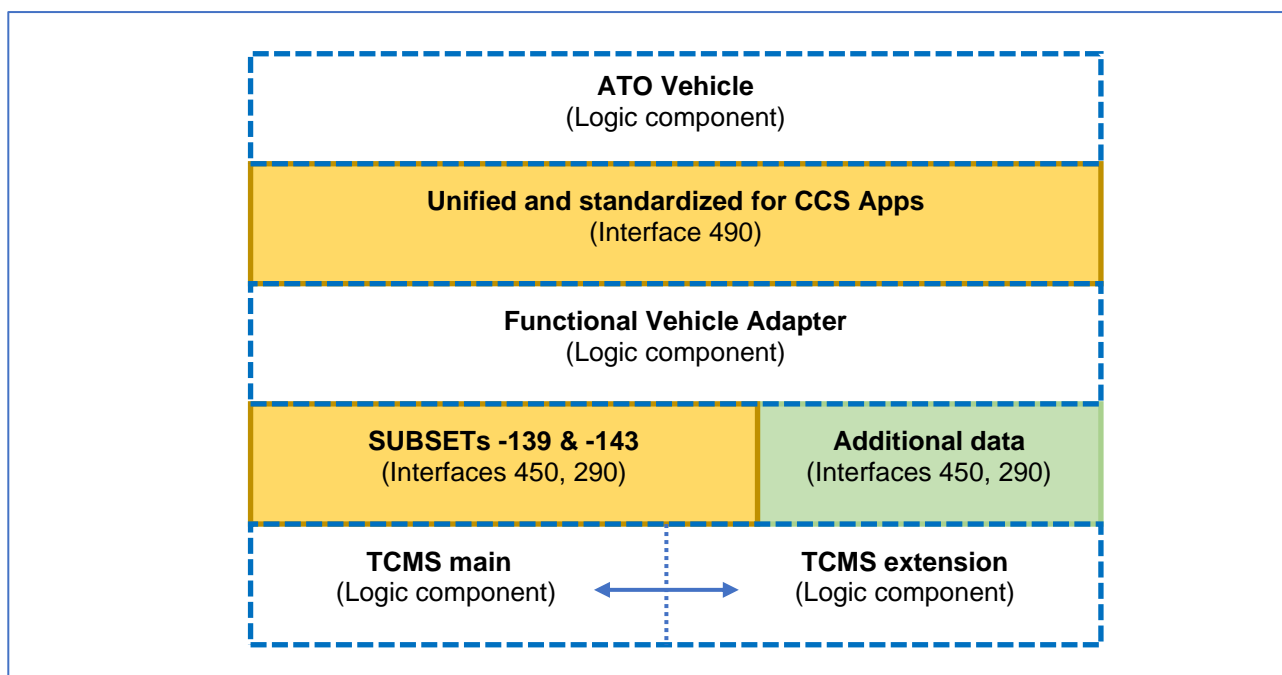 ATO Vehicle
(Logic component)
Unified and standardized for CCS Apps
(Interface 490)
Functional Vehicle Adapter
(Logic component)
SUBSETs -139 & -143
(Interfaces 450, 290)
Additional data
(Interfaces 450, 290)
TCMS main
(Logic component)
TCMS extension
(Logic component)